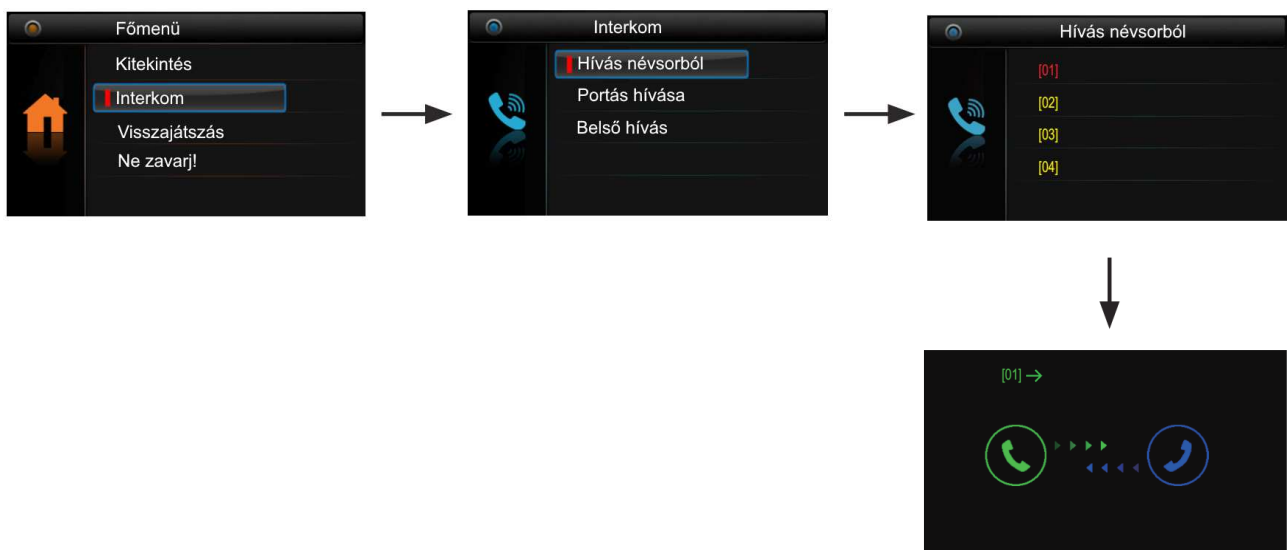 Főmenü
Kitekintés
Interkom
Visszajátszás
Ne zavarj!
Interkom
Hívás névsorból
Portás hívása
Belső hívás
Hívás névsorból
[01]
[02]
[03]
[04]
[01] →